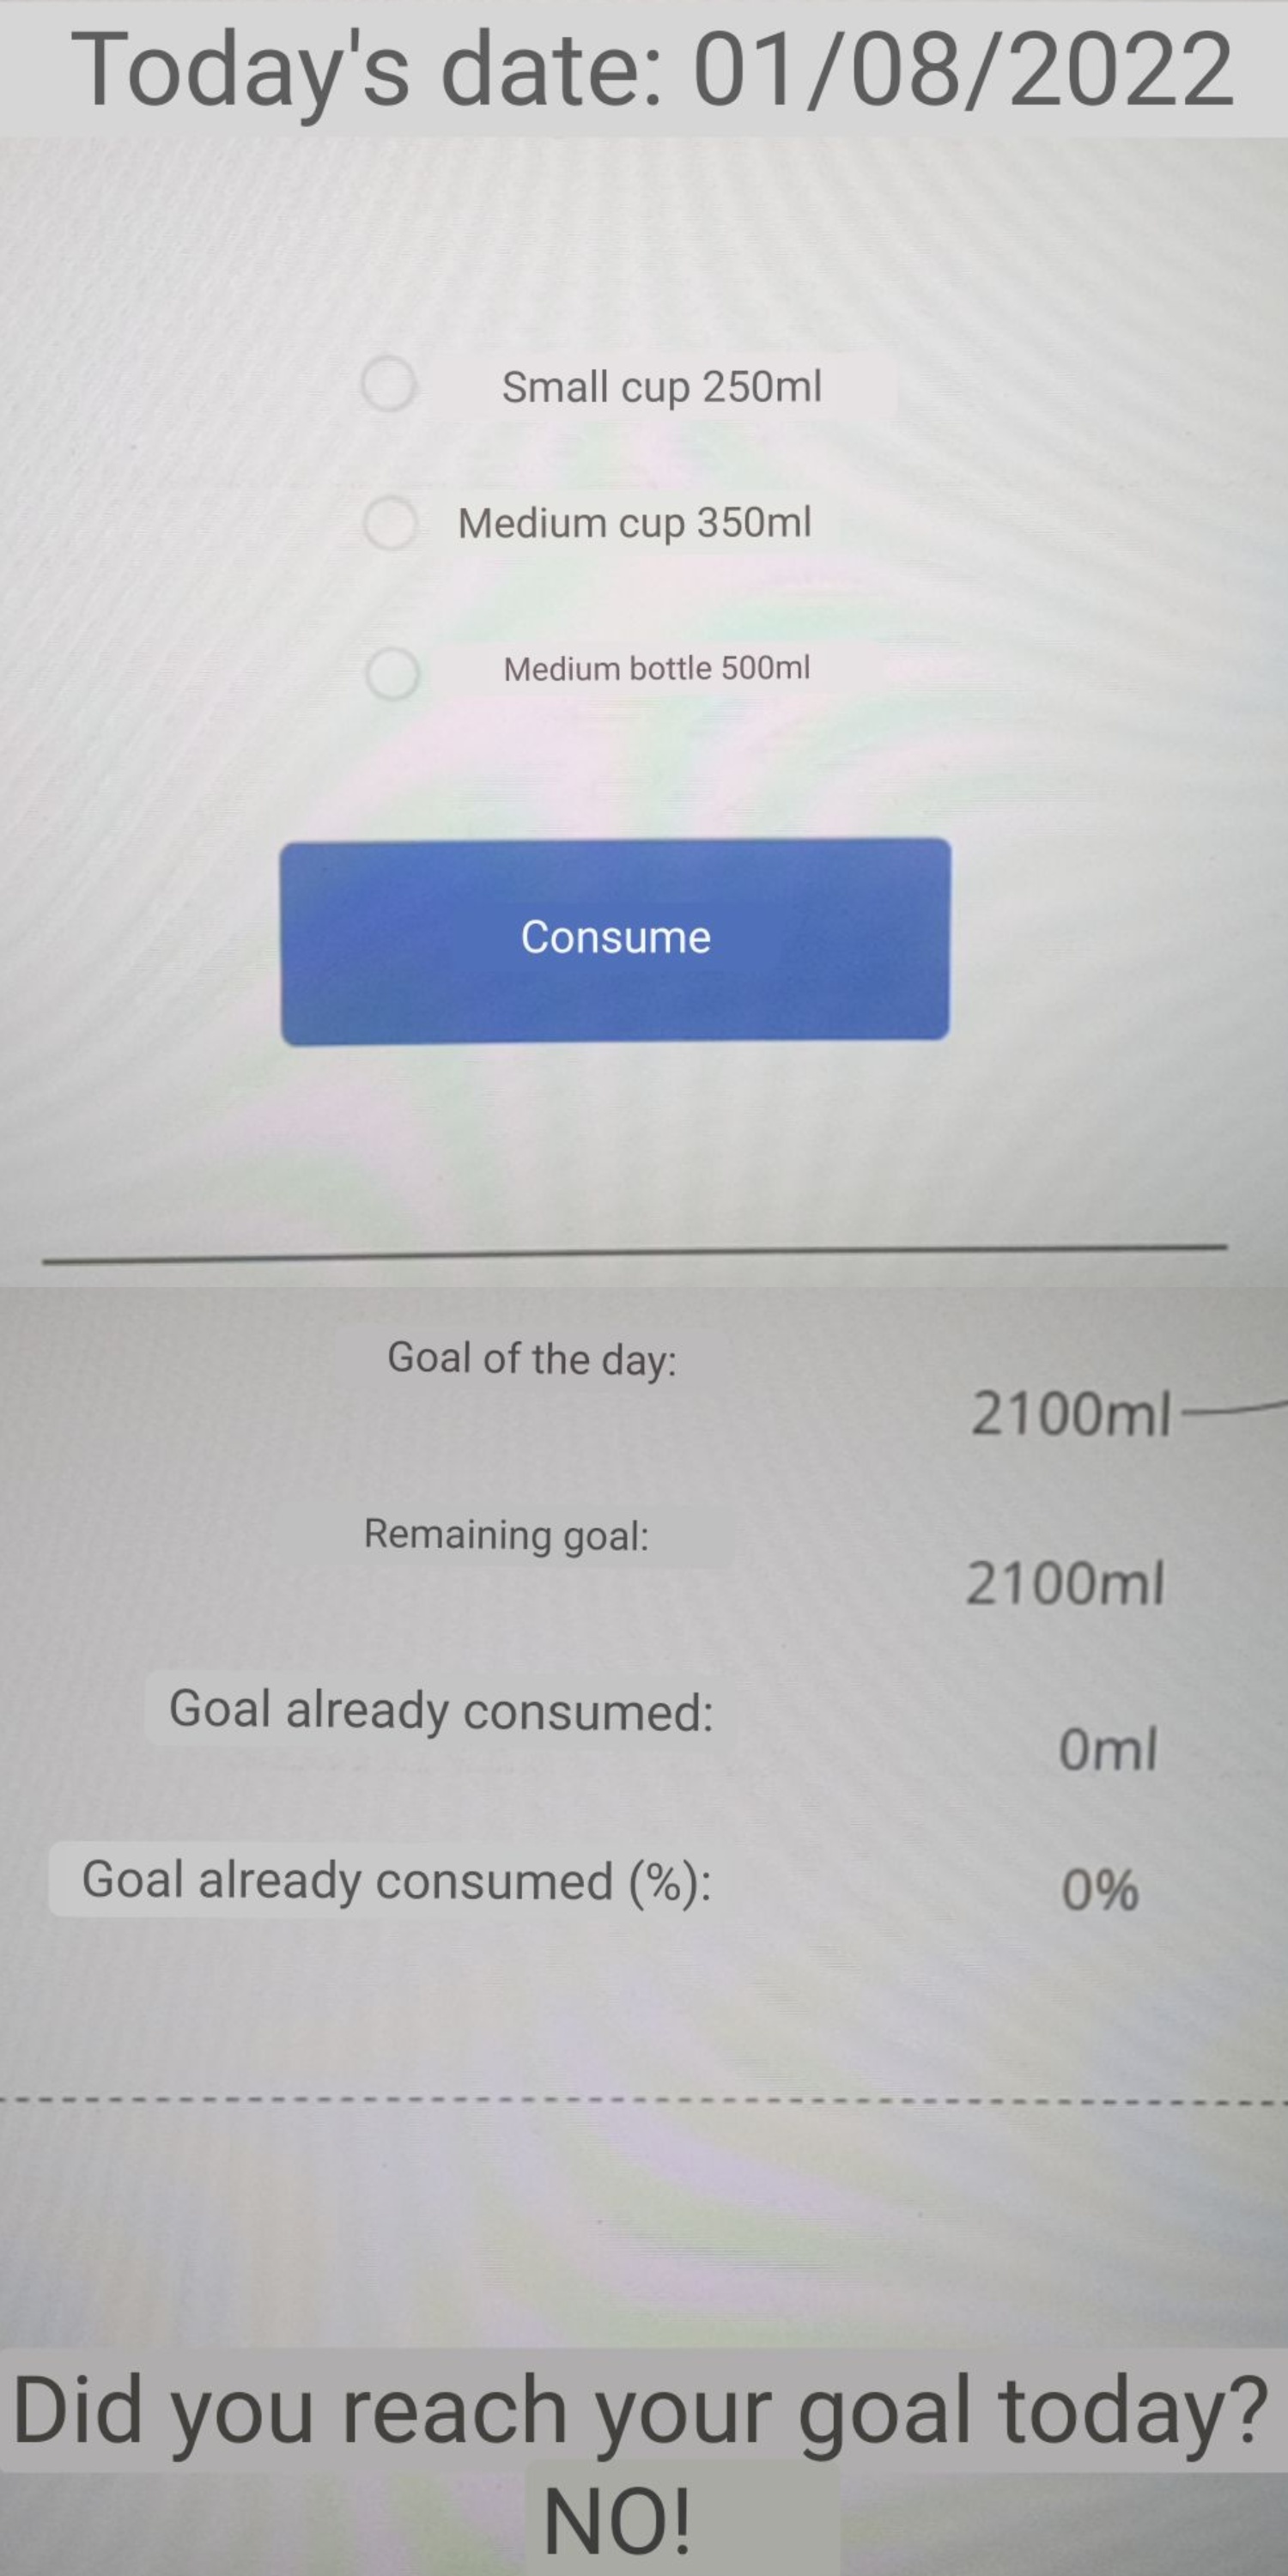 Today's date: 01/08/2022
Small cup 250ml
Medium cup 350ml
Medium bottle 500ml
Consume
Goal of the day:
2100ml
Remaining goal:
2100ml
Goal already consumed:
0ml
Goal already consumed (%):
0%
Did you reach your goal today?
NO!